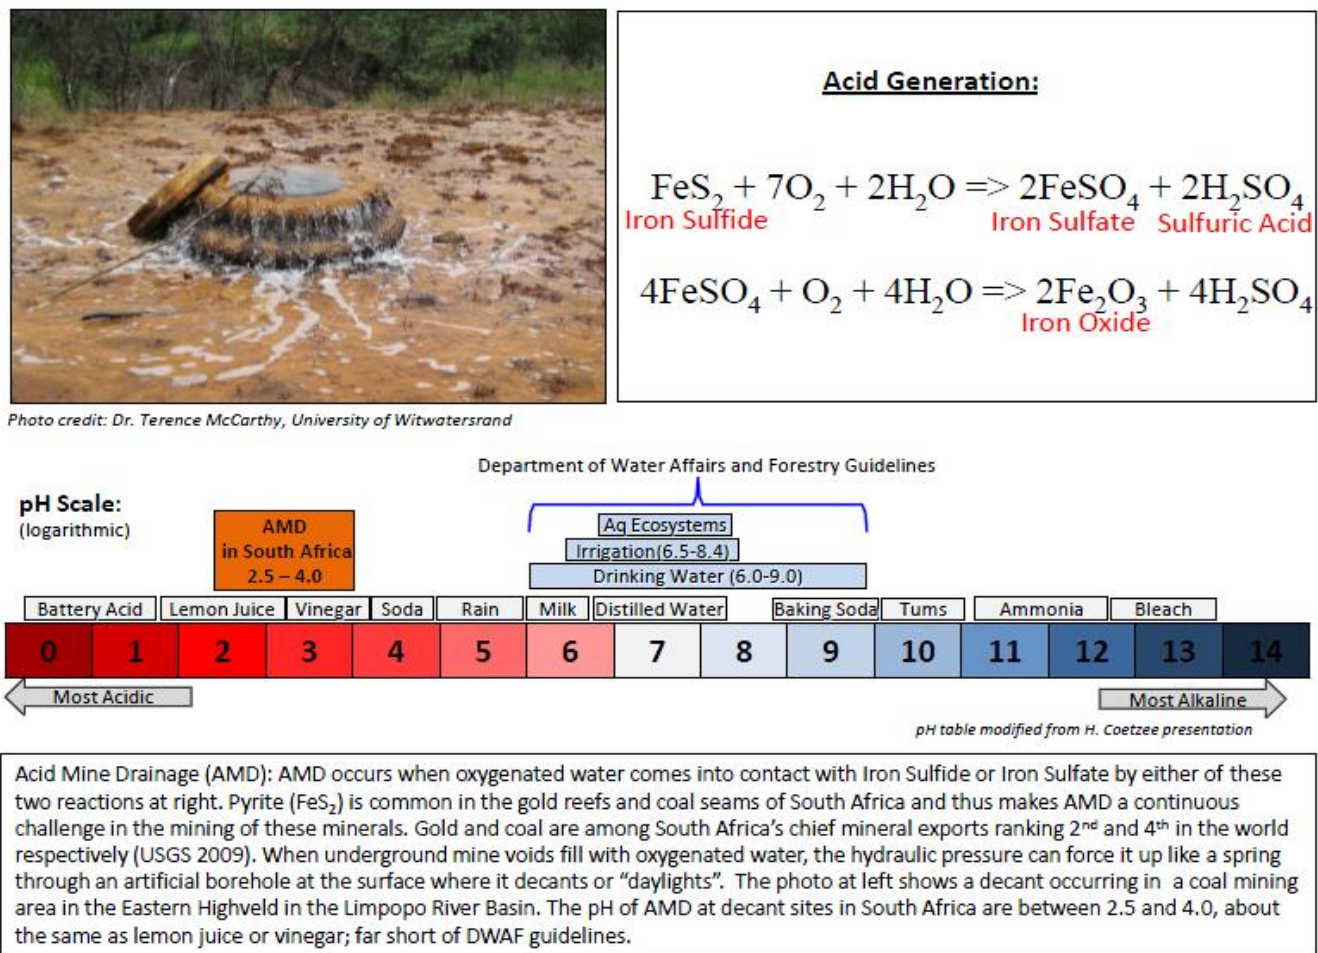 Acid Generation:
FeS₂ + 7O₂ + 2H₂O => 2FeSO₄ + 2H₂SO₄
Iron Sulfide Iron Sulfate Sulfuric Acid
4FeSO₄ + O₂ + 4H₂O => 2Fe₂O₃ + 4H₂SO₄
Iron Oxide
Photo credit: Dr. Terence McCarthy, University of Witwatersrand
Department of Water Affairs and Forestry Guidelines
pH Scale:
(logarithmic)
AMD
in South Africa
2.5 – 4.0
Aq Ecosystems
Irrigation(6.5-8.4)
Drinking Water (6.0-9.0)
Battery Acid Lemon Juice Vinegar Soda Rain Milk Distilled Water Baking Soda Tums Ammonia Bleach
0 1 2 3 4 5 6 7 8 9 10 11 12 13 14
Most Acidic Most Alkaline
pH table modified from H. Coetzee presentation
Acid Mine Drainage (AMD): AMD occurs when oxygenated water comes into contact with Iron Sulfide or Iron Sulfate by either of these
two reactions at right. Pyrite (FeS₂) is common in the gold reefs and coal seams of South Africa and thus makes AMD a continuous
challenge in the mining of these minerals. Gold and coal are among South Africa's chief mineral exports ranking 2nd and 4th in the world
respectively (USGS 2009). When underground mine voids fill with oxygenated water, the hydraulic pressure can force it up like a spring
through an artificial borehole at the surface where it decants or "daylights". The photo at left shows a decant occurring in a coal mining
area in the Eastern Highveld in the Limpopo River Basin. The pH of AMD at decant sites in South Africa are between 2.5 and 4.0, about
the same as lemon juice or vinegar; far short of DWAF guidelines.